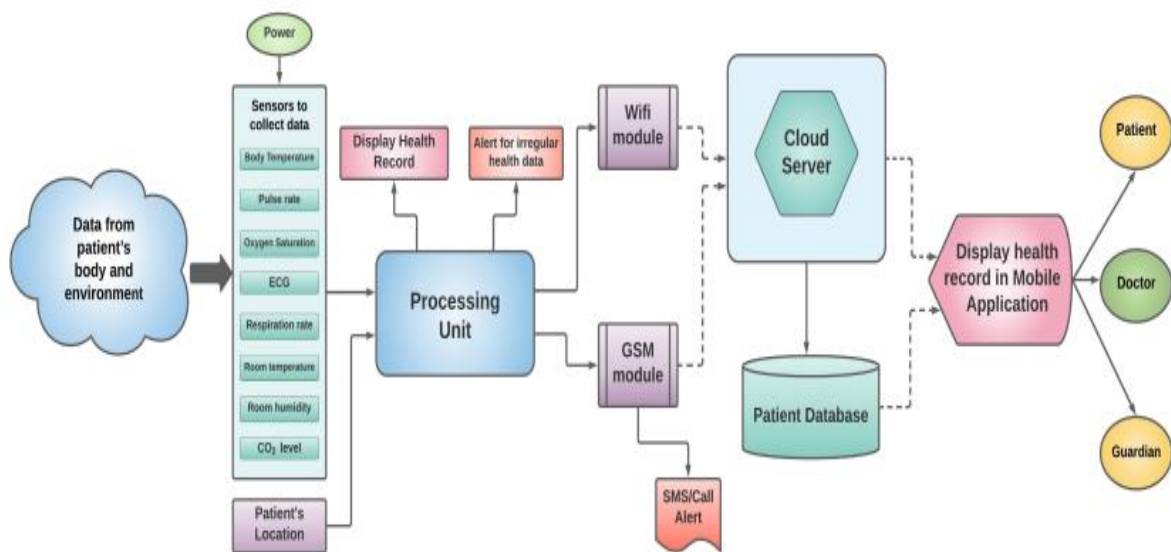 Power
Sensors to
collect data
Body Temperature
Pulse rate
Oxygen Saturation
ECG
Respiration rate
Room temperature
Room humidity
CO₂ level
Data from
patient's
body and
environment
Patient's
Location
Display Health
Record
Alert for irregular
health data
Processing
Unit
Wifi
module
GSM
module
SMS/Call
Alert
Cloud
Server
Patient Database
Display health
record in Mobile
Application
Patient
Doctor
Guardian